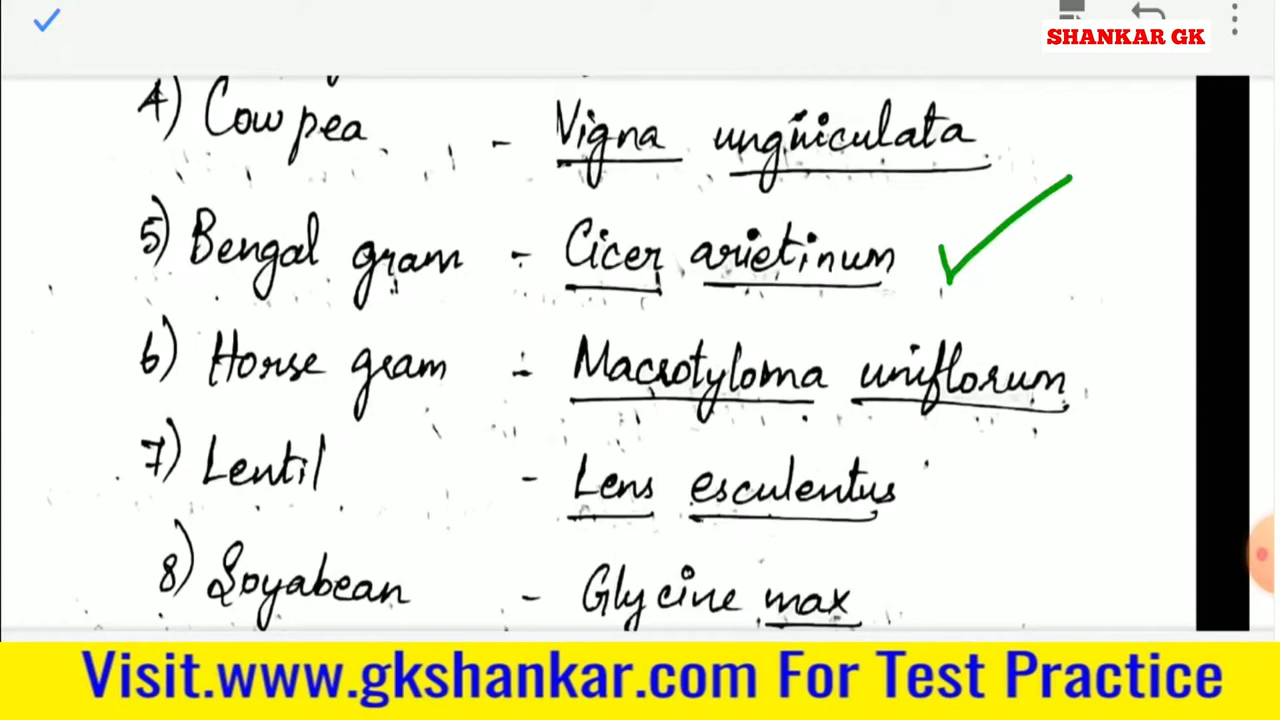 SHANKAR GK
4) Cow pea - Vigna unguiculata
5) Bengal gram - Cicer arietinum
6) Horse gram - Macrotyloma uniflorum
7) Lentil - Lens esculentus
8) Soyabean - Glycine max
Visit.www.gkshankar.com For Test Practice